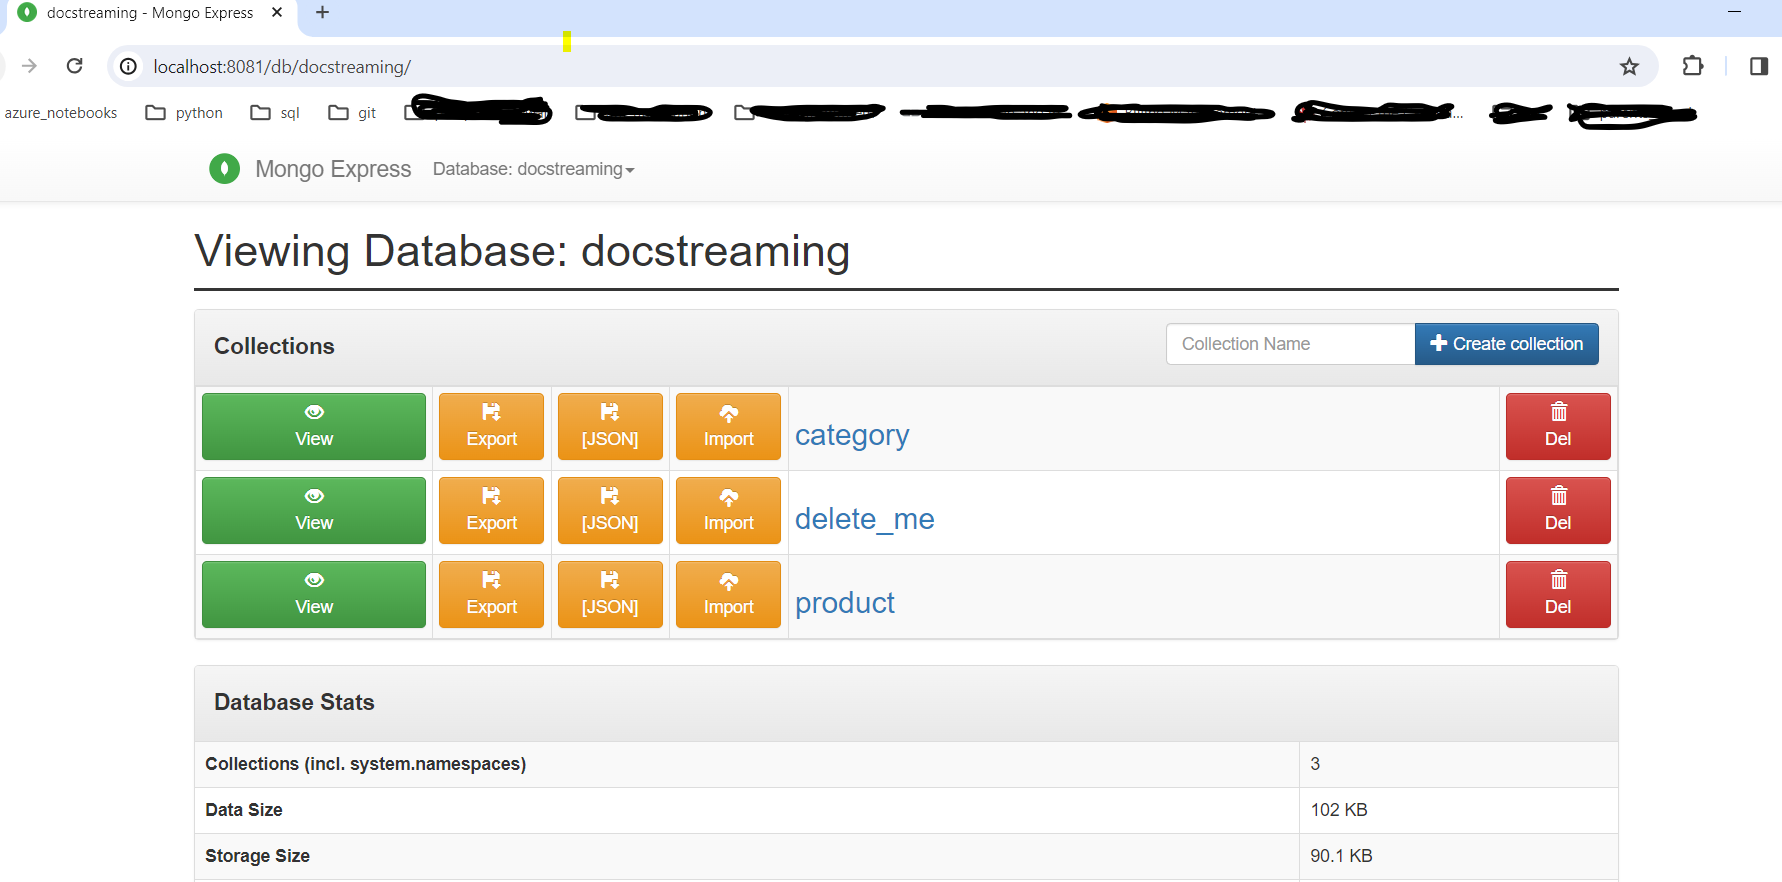 docstreaming - Mongo Express
localhost:8081/db/docstreaming/
azure_notebooks python sql git
Mongo Express Database: docstreaming
Viewing Database: docstreaming
Collections Collection Name Create collection
View Export [JSON] Import category Del
View Export [JSON] Import delete_me Del
View Export [JSON] Import product Del
Database Stats
Collections (incl. system.namespaces) 3
Data Size 102 KB
Storage Size 90.1 KB